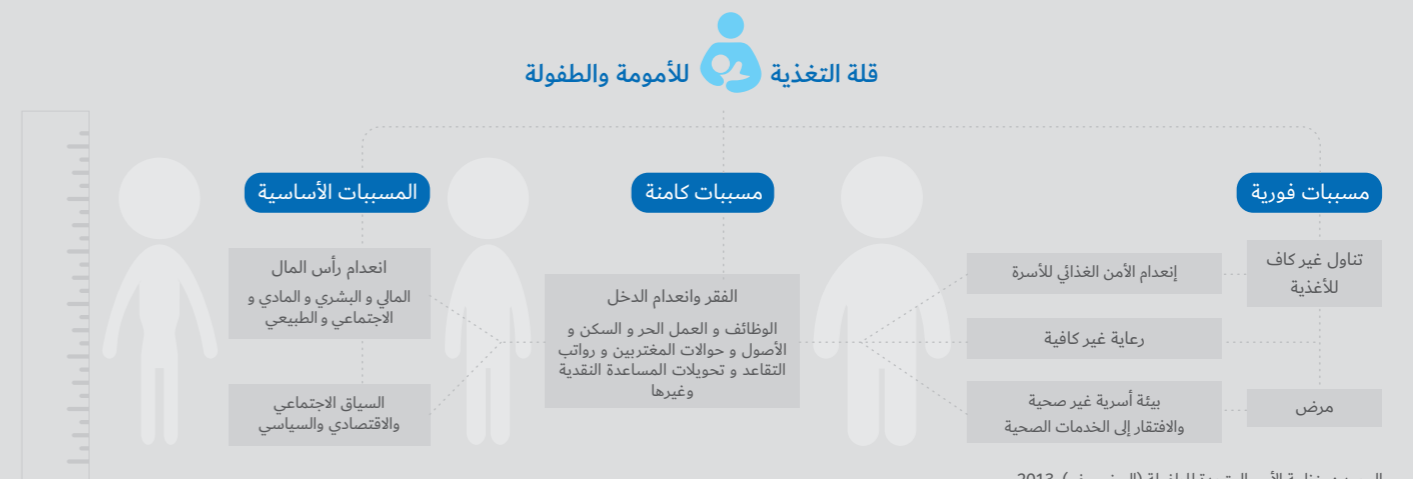 قلة التغذية للأمومة والطفولة
مسببات فورية
مسببات كامنة
المسببات الأساسية
تناول غير كاف
للأغذية
مرض
إنعدام الأمن الغذائي للأسرة
رعاية غير كافية
بيئة أسرية غير صحية
والافتقار إلى الخدمات الصحية
الفقر وانعدام الدخل
الوظائف و العمل الحر و السكن و
الأصول و حوالات المغتربين و رواتب
التقاعد و تحويلات المساعدة النقدية
وغيرها
انعدام رأس المال
المالي و البشري و المادي و
الاجتماعي و الطبيعي
السياق الاجتماعي
والاقتصادي والسياسي
2013